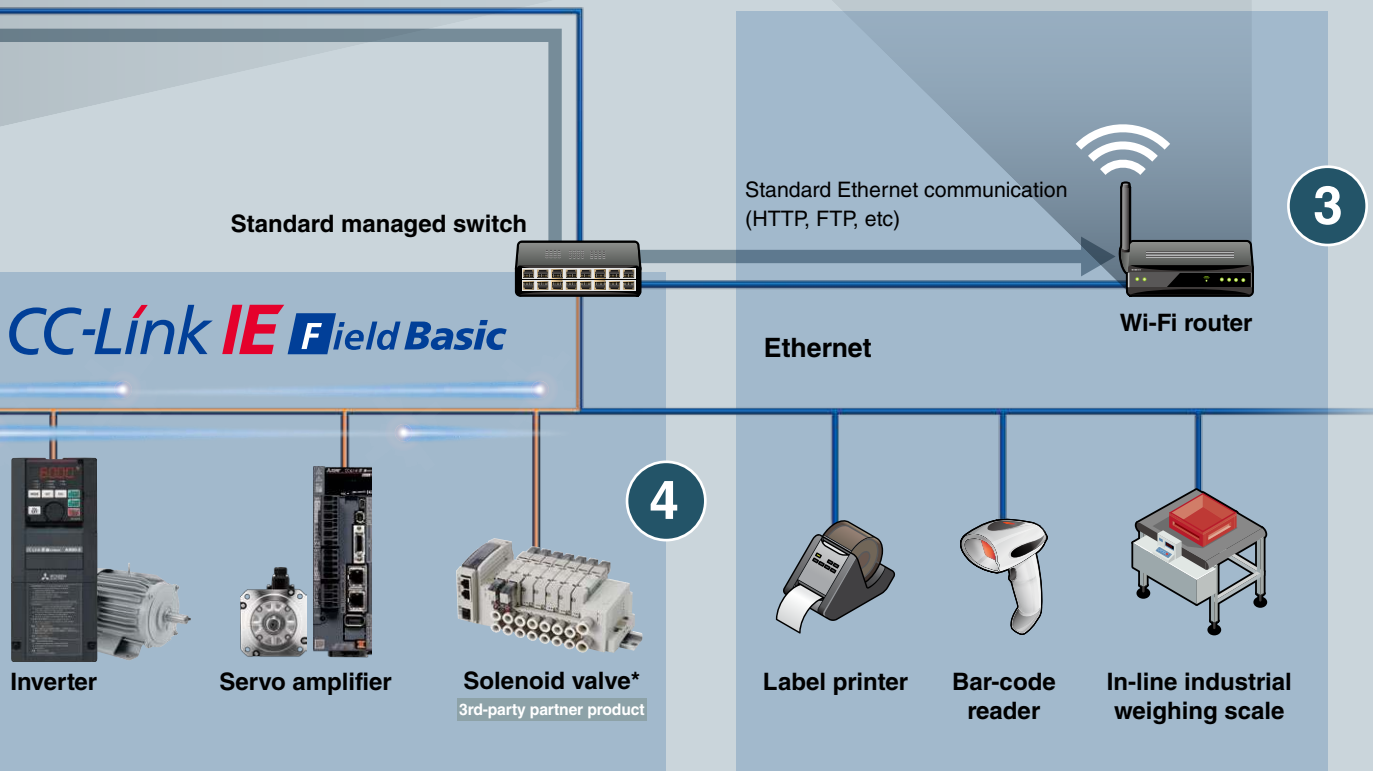 Standard Ethernet communication
(HTTP, FTP, etc)
3
Standard managed switch
Wi-Fi router
CC-Link IE Field Basic
Ethernet
4
6000
Inverter
Servo amplifier
Solenoid valve*
3rd-party partner product
Label printer
Bar-code
reader
In-line industrial
weighing scale